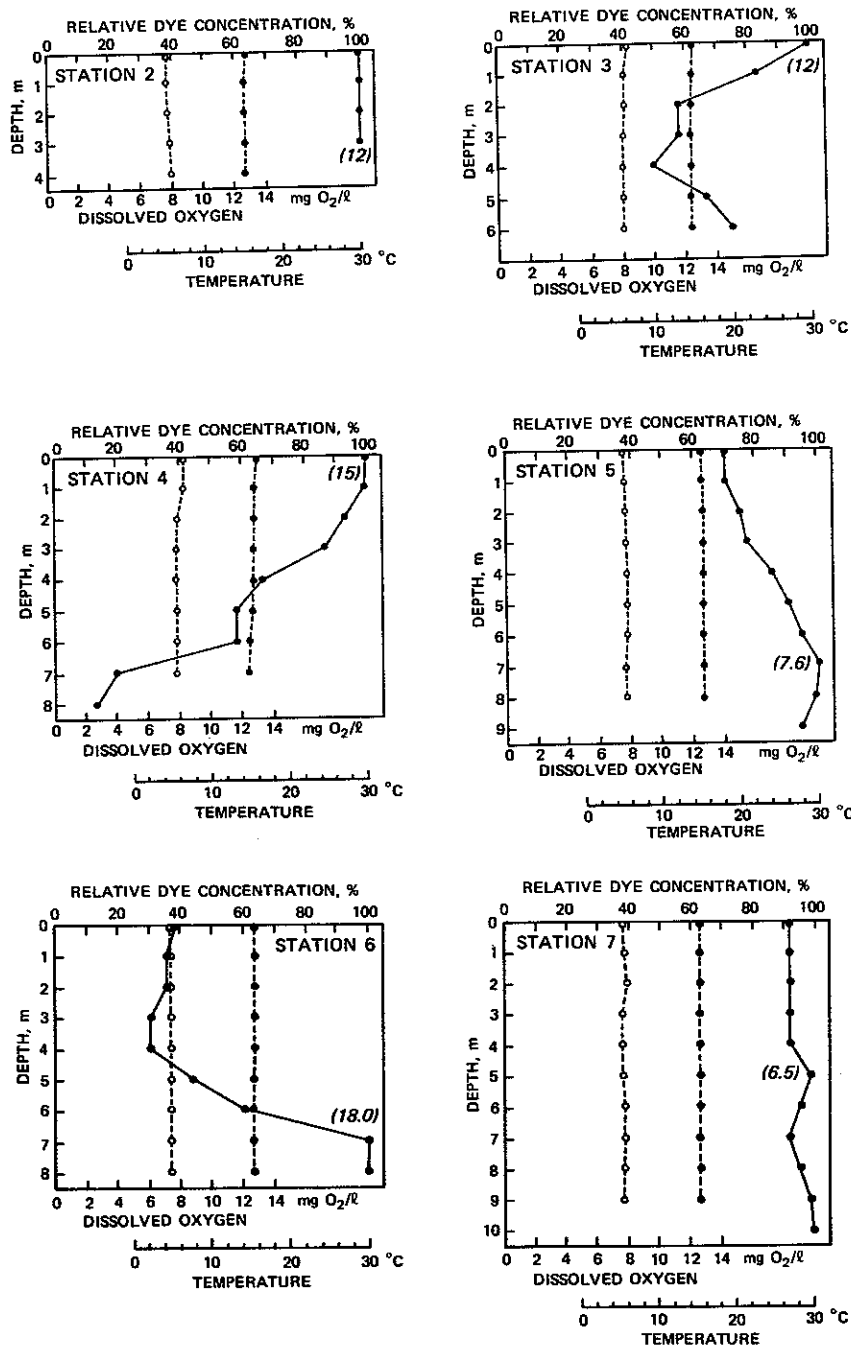 RELATIVE DYE CONCENTRATION, %
0 20 40 60 80 100
STATION 2
DEPTH, m
0
1
2
3
4
(12)
0 2 4 6 8 10 12 14 mg O₂/ℓ
DISSOLVED OXYGEN
0 10 20 30 °C
TEMPERATURE
RELATIVE DYE CONCENTRATION, %
0 20 40 60 80 100
STATION 3
DEPTH, m
0
1
2
3
4
5
6
(12)
0 2 4 6 8 10 12 14 mg O₂/ℓ
DISSOLVED OXYGEN
0 10 20 30 °C
TEMPERATURE
RELATIVE DYE CONCENTRATION, %
0 20 40 60 80 100
STATION 4
DEPTH, m
0
1
2
3
4
5
6
7
8
(15)
0 2 4 6 8 10 12 14 mg O₂/ℓ
DISSOLVED OXYGEN
0 10 20 30 °C
TEMPERATURE
RELATIVE DYE CONCENTRATION, %
0 20 40 60 80 100
STATION 5
DEPTH, m
0
1
2
3
4
5
6
7
8
9
(7.6)
0 2 4 6 8 10 12 14 mg O₂/ℓ
DISSOLVED OXYGEN
0 10 20 30 °C
TEMPERATURE
RELATIVE DYE CONCENTRATION, %
0 20 40 60 80 100
STATION 6
DEPTH, m
0
1
2
3
4
5
6
7
8
(18.0)
0 2 4 6 8 10 12 14 mg O₂/ℓ
DISSOLVED OXYGEN
0 10 20 30 °C
TEMPERATURE
RELATIVE DYE CONCENTRATION, %
0 20 40 60 80 100
STATION 7
DEPTH, m
0
1
2
3
4
5
6
7
8
9
10
(6.5)
0 2 4 6 8 10 12 14 mg O₂/ℓ
DISSOLVED OXYGEN
0 10 20 30 °C
TEMPERATURE